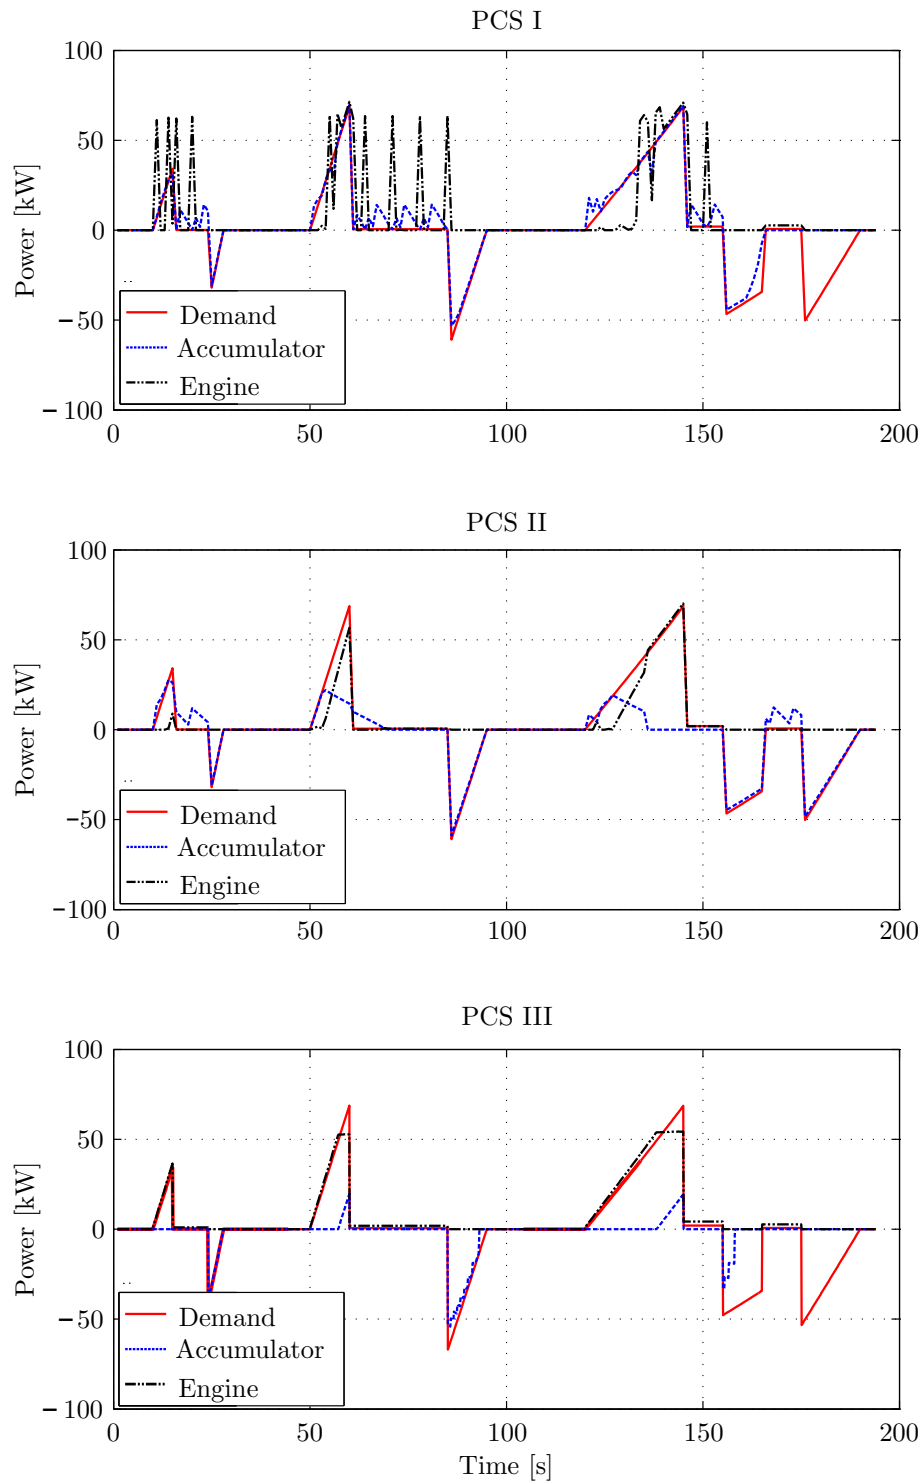 PCS I
100
50
0
−50
−100
Power [kW]
Demand
Accumulator
Engine
0 50 100 150 200
PCS II
100
50
0
−50
−100
Power [kW]
Demand
Accumulator
Engine
0 50 100 150 200
PCS III
100
50
0
−50
−100
Power [kW]
Demand
Accumulator
Engine
0 50 100 150 200
Time [s]